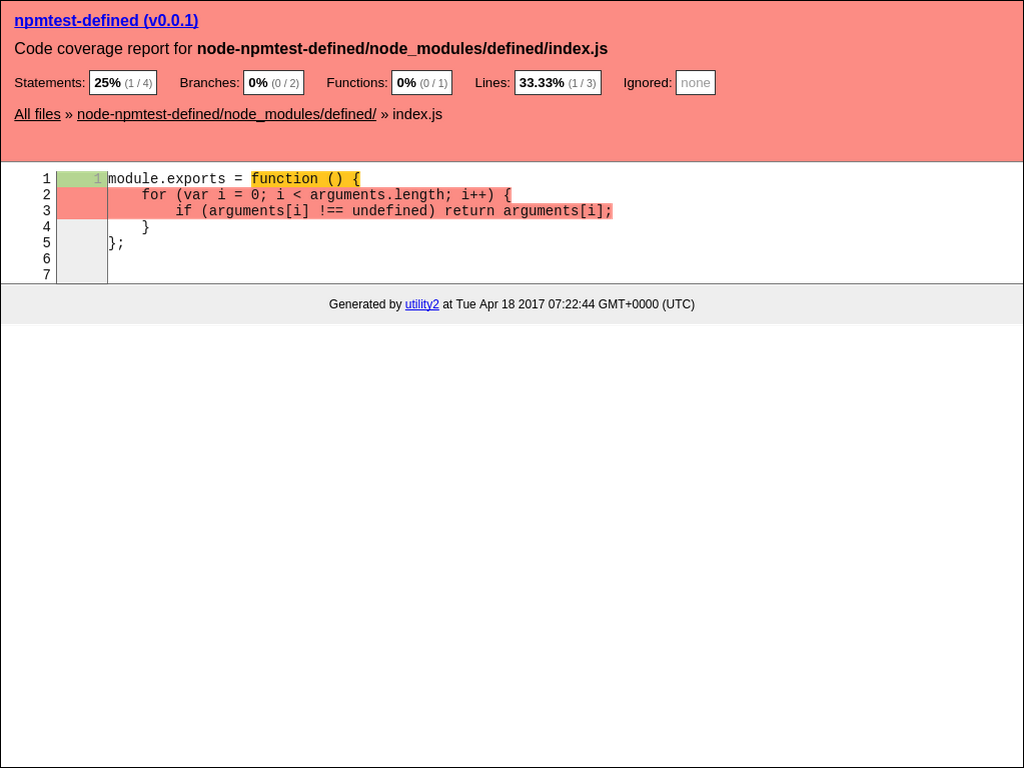 npmtest-defined (v0.0.1)
Code coverage report for node-npmtest-defined/node_modules/defined/index.js
Statements: 25% (1 / 4) Branches: 0% (0 / 2) Functions: 0% (0 / 1) Lines: 33.33% (1 / 3) Ignored: none
All files » node-npmtest-defined/node_modules/defined/ » index.js
1 1 module.exports = function () {
2     for (var i = 0; i < arguments.length; i++) {
3         if (arguments[i] !== undefined) return arguments[i];
4     }
5 };
6
7
Generated by utility2 at Tue Apr 18 2017 07:22:44 GMT+0000 (UTC)